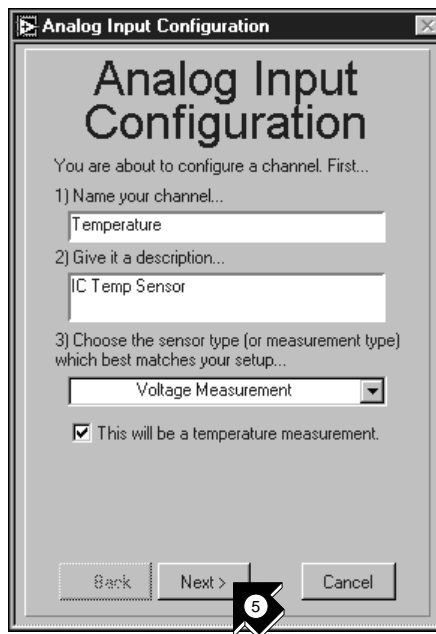 Analog Input Configuration
Analog Input
Configuration
You are about to configure a channel. First...
1) Name your channel...
Temperature
2) Give it a description...
IC Temp Sensor
3) Choose the sensor type (or measurement type)
which best matches your setup...
Voltage Measurement
This will be a temperature measurement.
Back
Next >
Cancel
5